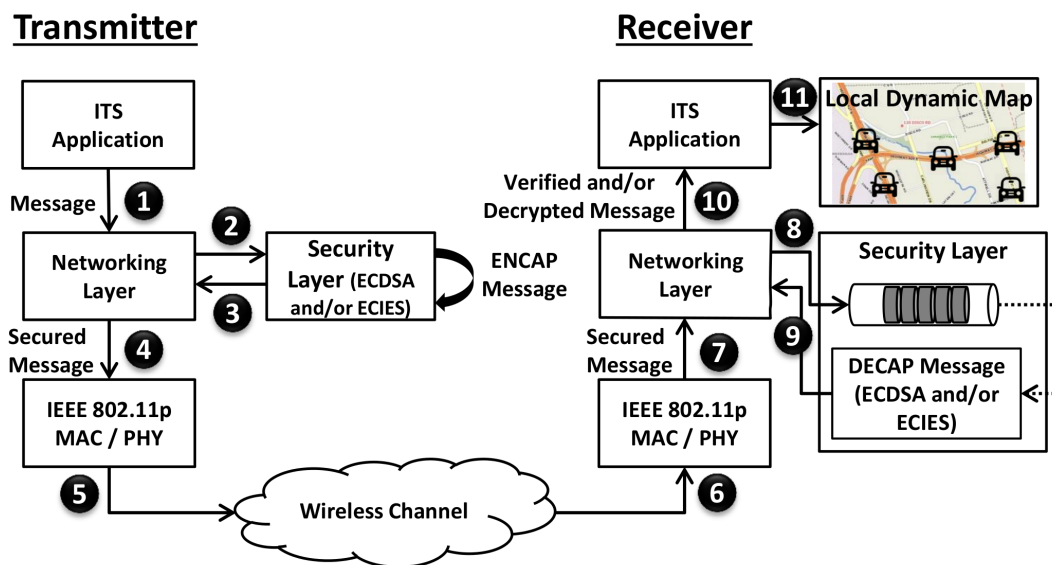 Transmitter
ITS
Application
Message
1
Networking
Layer
2
3
Security
Layer (ECDSA
and/or ECIES)
ENCAP
Message
Secured
Message
4
IEEE 802.11p
MAC / PHY
5
Wireless Channel
Receiver
6
IEEE 802.11p
MAC / PHY
Secured
Message
7
Networking
Layer
8
9
Security Layer
DECAP Message
(ECDSA and/or
ECIES)
Verified and/or
Decrypted Message
10
ITS
Application
11
Local Dynamic Map